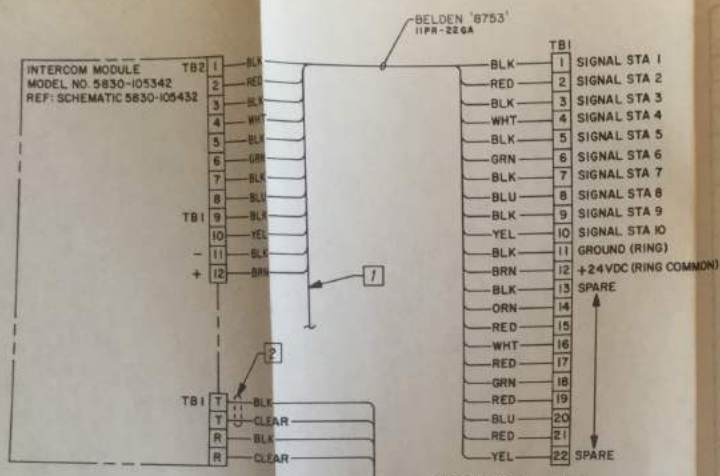 BELDEN '8753'
11PR-22GA
INTERCOM MODULE
MODEL NO. 5830-105342
REF: SCHEMATIC 5830-105432
TB2 1 BLK
2 RED
3 BLK
4 WHT
5 BLK
6 GRN
7 BLK
8 BLU
TB1 9 BLK
10 YEL
- 11 BLK
+ 12 BRN
1
2
TB1 T BLK
T CLEAR
R BLK
R CLEAR
TB1
BLK 1 SIGNAL STA 1
RED 2 SIGNAL STA 2
BLK 3 SIGNAL STA 3
WHT 4 SIGNAL STA 4
BLK 5 SIGNAL STA 5
GRN 6 SIGNAL STA 6
BLK 7 SIGNAL STA 7
BLU 8 SIGNAL STA 8
BLK 9 SIGNAL STA 9
YEL 10 SIGNAL STA 10
BLK 11 GROUND (RING)
BRN 12 +24VDC (RING COMMON)
BLK 13 SPARE
ORN 14
RED 15
WHT 16
RED 17
GRN 18
RED 19
BLU 20
RED 21
YEL 22 SPARE